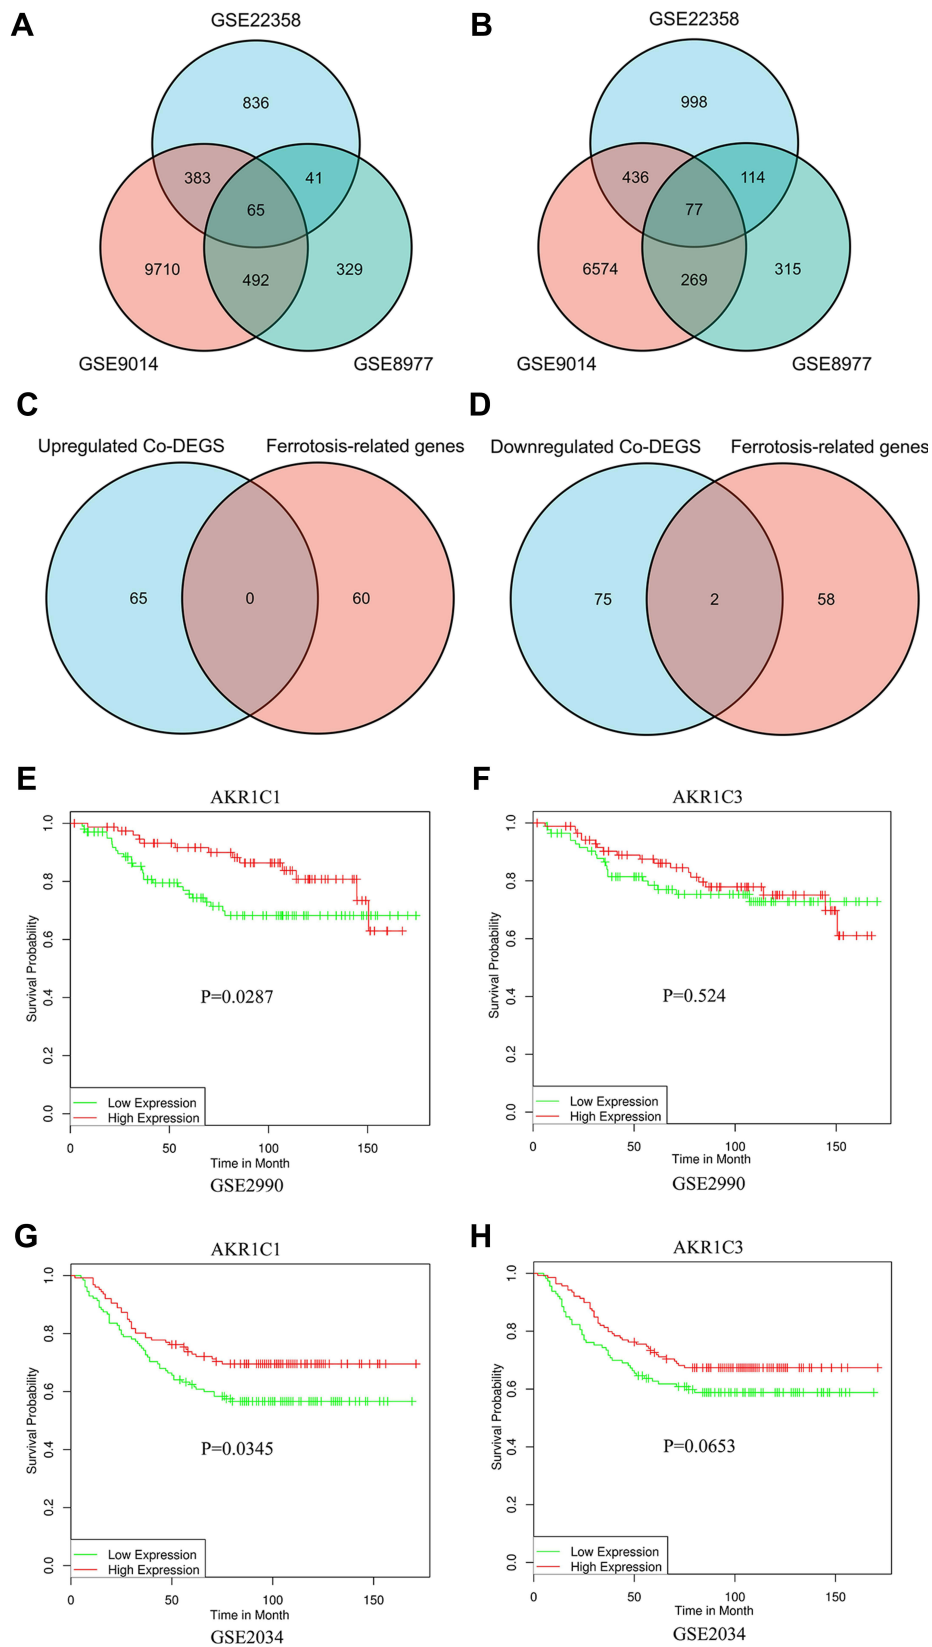 A
GSE22358
836
383
41
65
9710
492
329
GSE9014
GSE8977
B
GSE22358
998
436
114
77
6574
269
315
GSE9014
GSE8977
C
Upregulated Co-DEGS
Ferrotosis-related genes
65
0
60
D
Downregulated Co-DEGS
Ferrotosis-related genes
75
2
58
E
AKR1C1
Survival Probability
1.0
0.8
0.6
0.4
0.2
0.0
P=0.0287
Low Expression
High Expression
0
50
100
150
Time in Month
GSE2990
F
AKR1C3
Survival Probability
1.0
0.8
0.6
0.4
0.2
0.0
P=0.524
Low Expression
High Expression
0
50
100
150
Time in Month
GSE2990
G
AKR1C1
Survival Probability
1.0
0.8
0.6
0.4
0.2
0.0
P=0.0345
Low Expression
High Expression
0
50
100
150
Time in Month
GSE2034
H
AKR1C3
Survival Probability
1.0
0.8
0.6
0.4
0.2
0.0
P=0.0653
Low Expression
High Expression
0
50
100
150
Time in Month
GSE2034